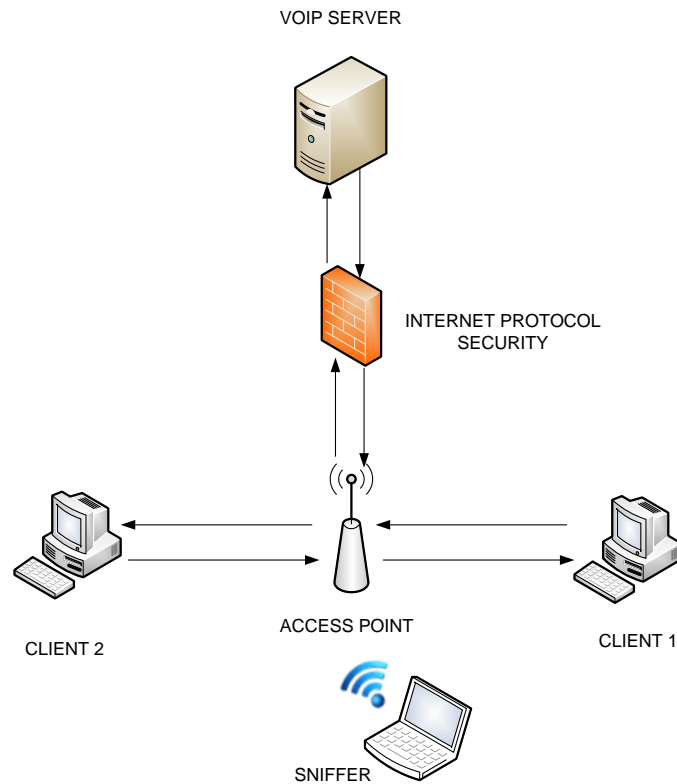 VOIP SERVER
INTERNET PROTOCOL
SECURITY
ACCESS POINT
CLIENT 2
CLIENT 1
SNIFFER